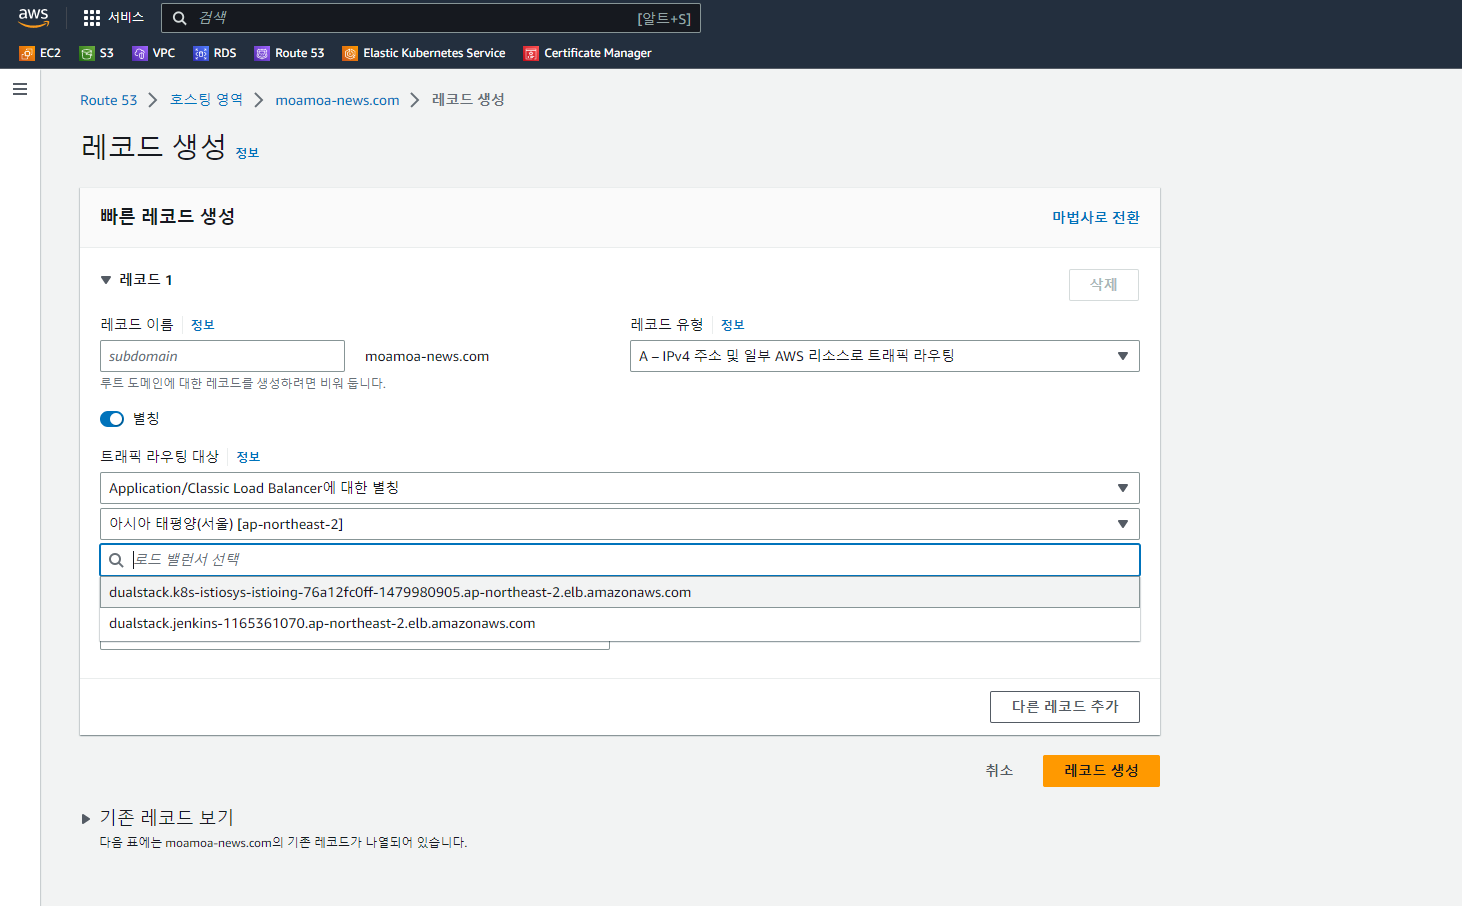 aws 서비스 검색 [알트+S]
EC2 S3 VPC RDS Route 53 Elastic Kubernetes Service Certificate Manager
Route 53 > 호스팅 영역 > moamoa-news.com > 레코드 생성
레코드 생성 정보
빠른 레코드 생성 마법사로 전환
레코드 1 삭제
레코드 이름 정보 레코드 유형 정보
subdomain moamoa-news.com A – IPv4 주소 및 일부 AWS 리소스로 트래픽 라우팅
루트 도메인에 대한 레코드를 생성하려면 비워 둡니다.
별칭
트래픽 라우팅 대상 정보
Application/Classic Load Balancer에 대한 별칭
아시아 태평양(서울) [ap-northeast-2]
로드 밸런서 선택
dualstack.k8s-istiosys-istioing-76a12fc0ff-1479980905.ap-northeast-2.elb.amazonaws.com
dualstack.jenkins-1165361070.ap-northeast-2.elb.amazonaws.com
다른 레코드 추가
취소 레코드 생성
기존 레코드 보기
다음 표에는 moamoa-news.com의 기존 레코드가 나열되어 있습니다.